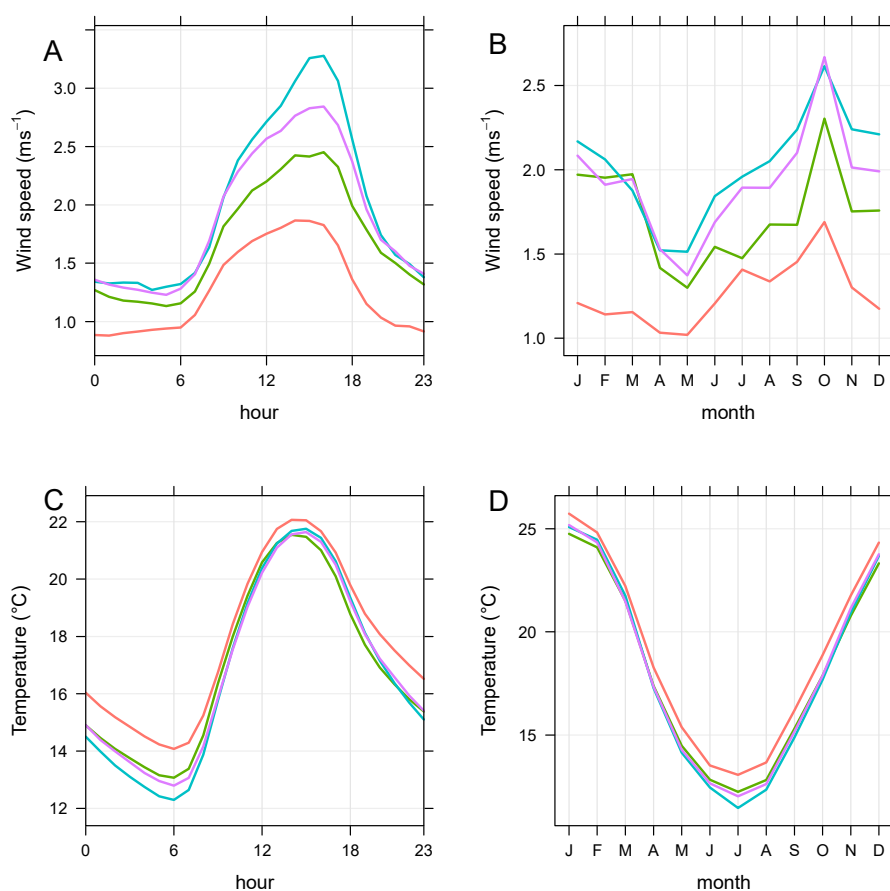 A
Wind speed (ms⁻¹)
3.0
2.5
2.0
1.5
1.0
0 6 12 18 23
hour
B
Wind speed (ms⁻¹)
2.5
2.0
1.5
1.0
J F M A M J J A S O N D
month
C
Temperature (°C)
22
20
18
16
14
12
0 6 12 18 23
hour
D
Temperature (°C)
25
20
15
J F M A M J J A S O N D
month